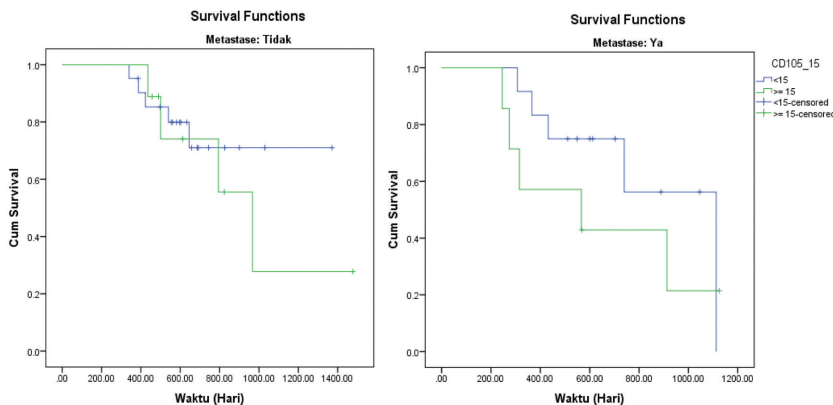 Survival Functions
Metastase: Tidak
Cum Survival
1.0
0.8
0.6
0.4
0.2
0.0
.00 200.00 400.00 600.00 800.00 1000.00 1200.00 1400.00
Waktu (Hari)
Survival Functions
Metastase: Ya
Cum Survival
1.0
0.8
0.6
0.4
0.2
0.0
.00 200.00 400.00 600.00 800.00 1000.00 1200.00
Waktu (Hari)
CD105_15
<15
>= 15
<15-censored
>= 15-censored